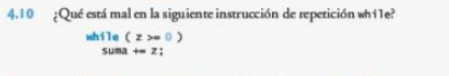 4.10 ¿Qué está mal en la siguiente instrucción de repetición while?
while ( z >= 0 )
suma += z;